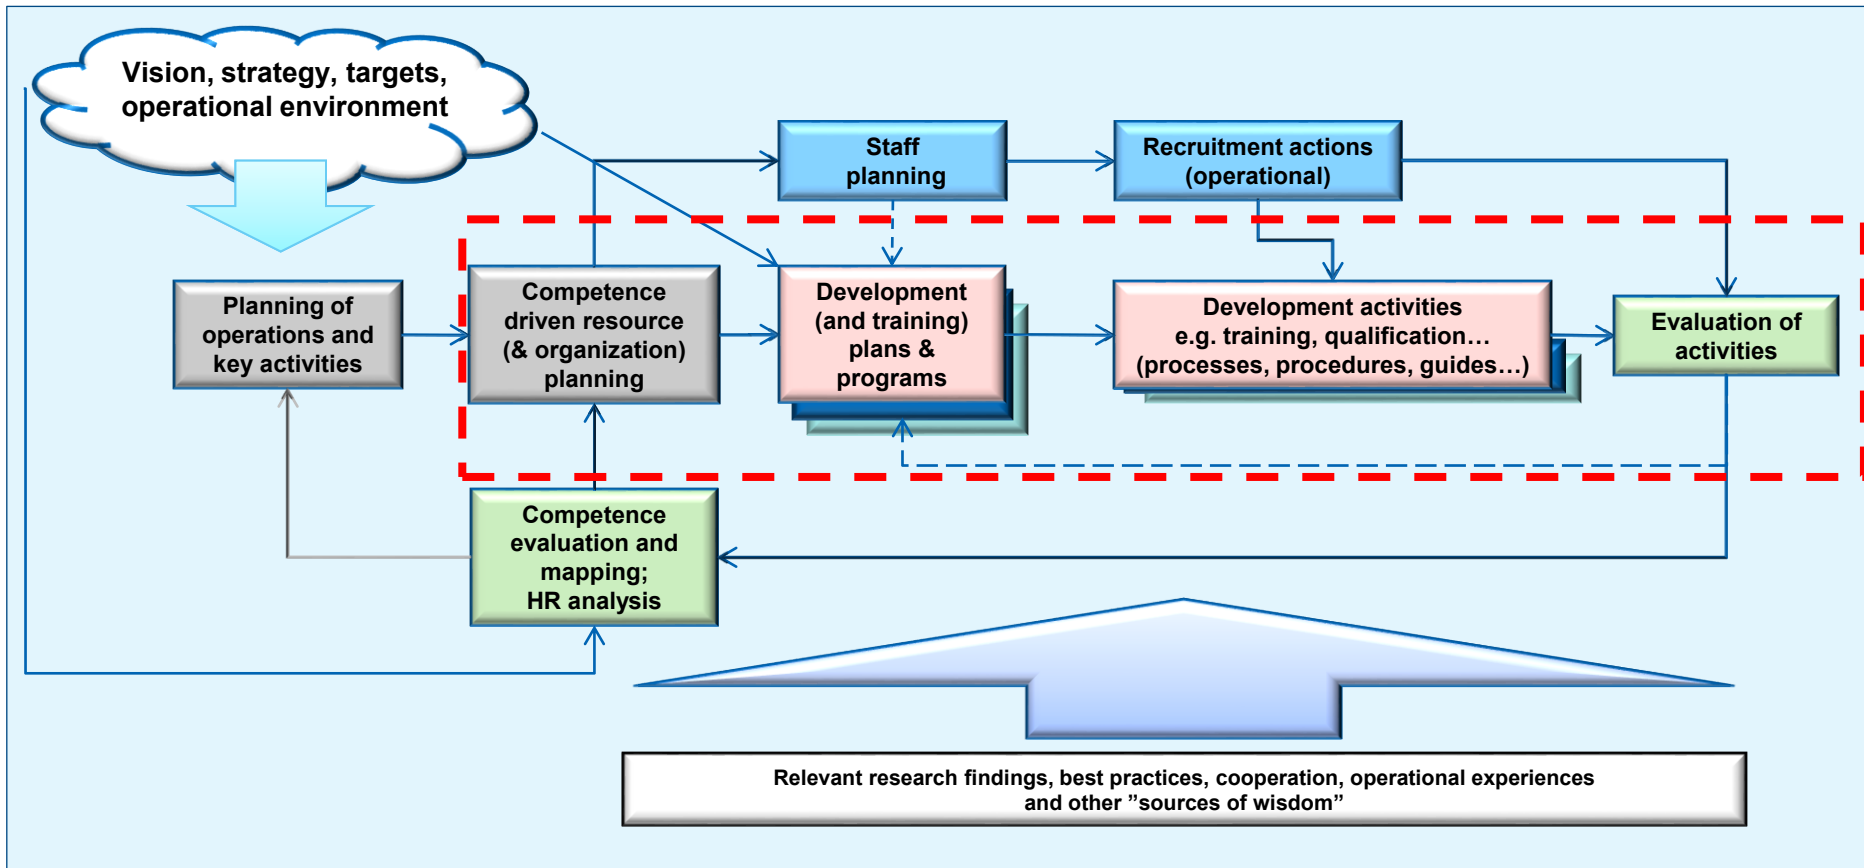 Vision, strategy, targets,
operational environment
Staff
planning
Recruitment actions
(operational)
Planning of
operations and
key activities
Competence
driven resource
(& organization)
planning
Development
(and training)
plans &
programs
Development activities
e.g. training, qualification…
(processes, procedures, guides…)
Evaluation of
activities
Competence
evaluation and
mapping;
HR analysis
Relevant research findings, best practices, cooperation, operational experiences
and other ”sources of wisdom”